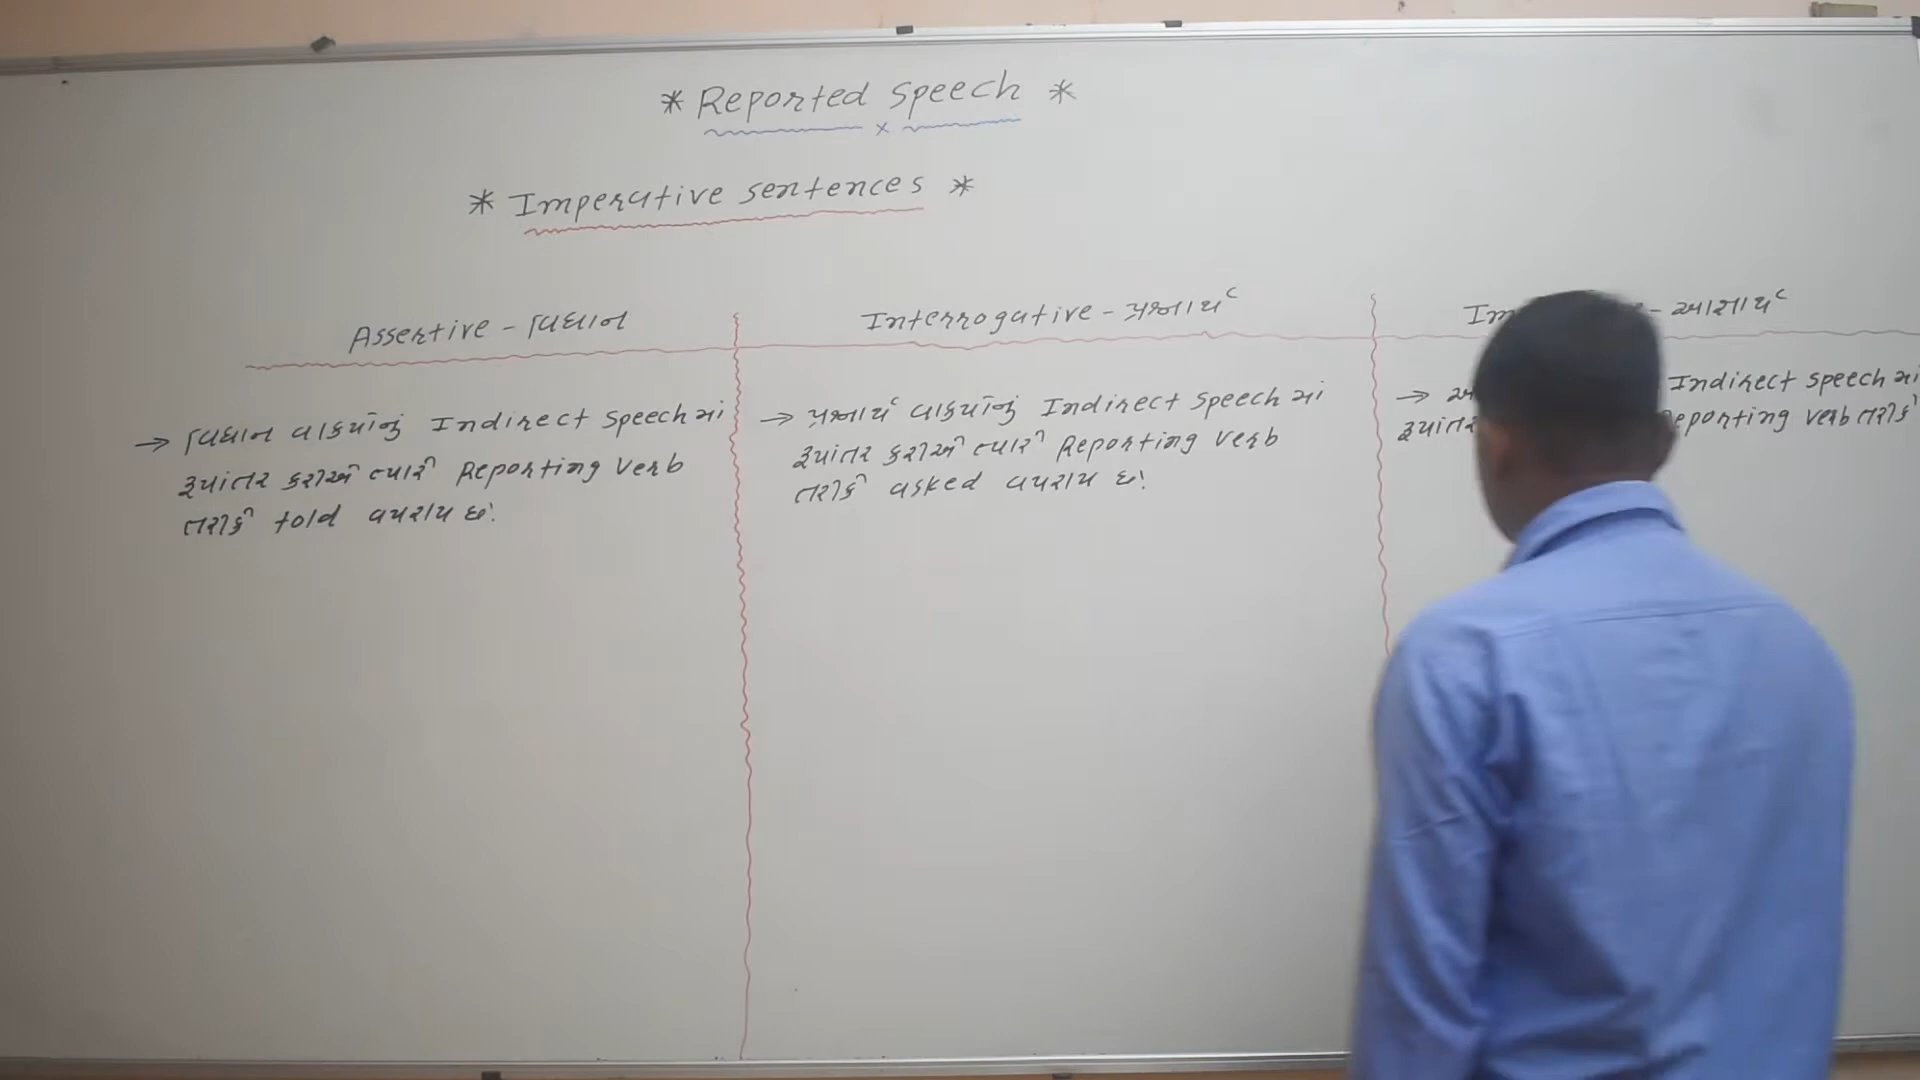 * Reported speech *
* Imperative sentences *
Assertive - વિધાન
→ વિધાન વાક્યોનું Indirect speech માં
રૂપાંતર કરીએ ત્યારે Reporting verb
તરીકે told વપરાય છે.
Interrogative - પ્રશ્નાર્થ
→ પ્રશ્નાર્થ વાક્યોનું Indirect speech માં
રૂપાંતર કરીએ ત્યારે Reporting verb
તરીકે asked વપરાય છે.
- આજ્ઞાર્થ
→ Indirect speech માં
રૂપાંતર Reporting verb તરીકે